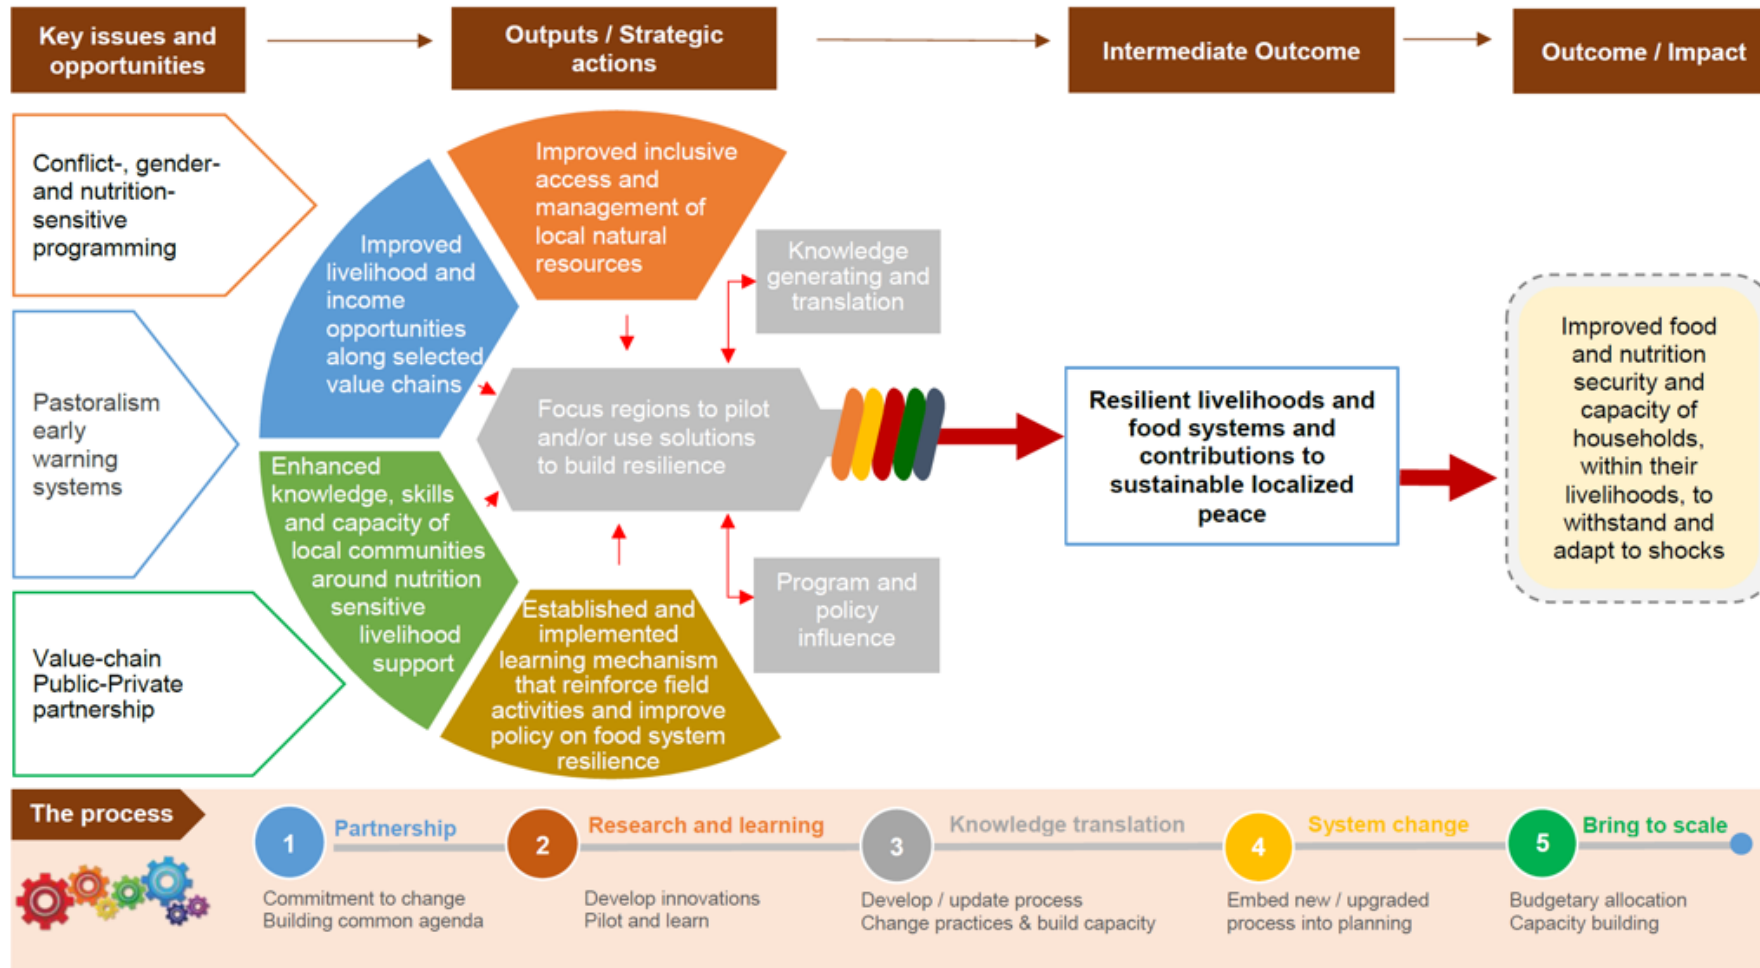 Key issues and
opportunities
Outputs / Strategic
actions
Intermediate Outcome
Outcome / Impact
Conflict-, gender-
and nutrition-
sensitive
programming
Pastoralism
early
warning
systems
Value-chain
Public-Private
partnership
Improved inclusive
access and
management of
local natural
resources
Improved
livelihood and
income
opportunities
along selected
value chains
Enhanced
knowledge, skills
and capacity of
local communities
around nutrition
sensitive
livelihood
support
Established and
implemented
learning mechanism
that reinforce field
activities and improve
policy on food system
resilience
Knowledge
generating and
translation
Focus regions to pilot
and/or use solutions
to build resilience
Program and
policy
influence
Resilient livelihoods and
food systems and
contributions to
sustainable localized
peace
Improved food
and nutrition
security and
capacity of
households,
within their
livelihoods, to
withstand and
adapt to shocks
The process
1
Partnership
Commitment to change
Building common agenda
2
Research and learning
Develop innovations
Pilot and learn
3
Knowledge translation
Develop / update process
Change practices & build capacity
4
System change
Embed new / upgraded
process into planning
5
Bring to scale
Budgetary allocation
Capacity building